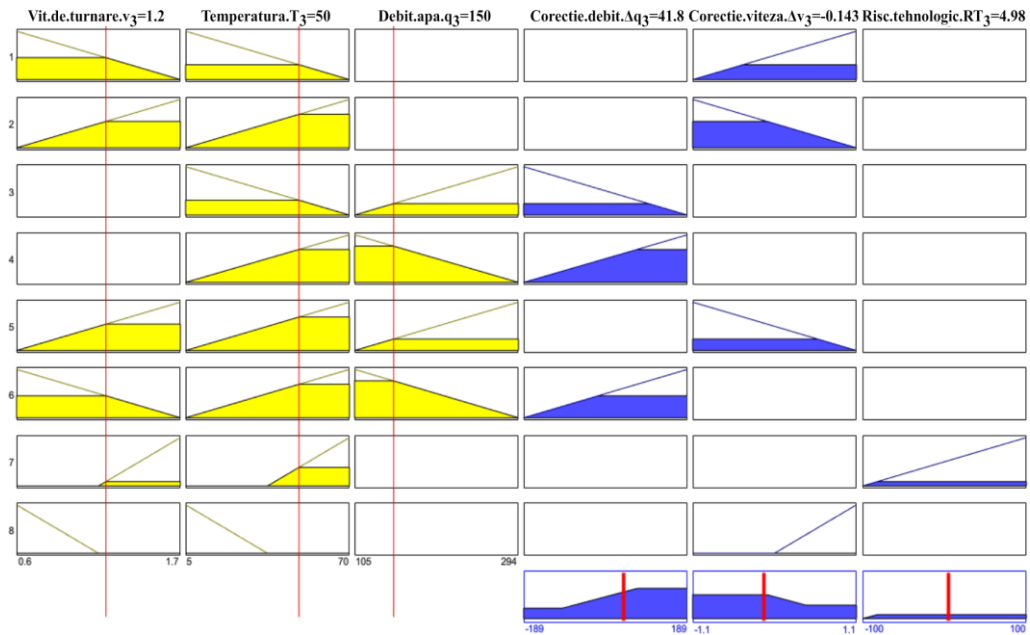 Vit.de.turnare.v₃=1.2 Temperatura.T₃=50 Debit.apa.q₃=150 Corectie.debit.Δq₃=41.8 Corectie.viteza.Δv₃=-0.143 Risc.tehnologic.RT₃=4.98
1
2
3
4
5
6
7
8
0.6 1.7 5 70 105 294
-189 189 -1.1 1.1 -100 100